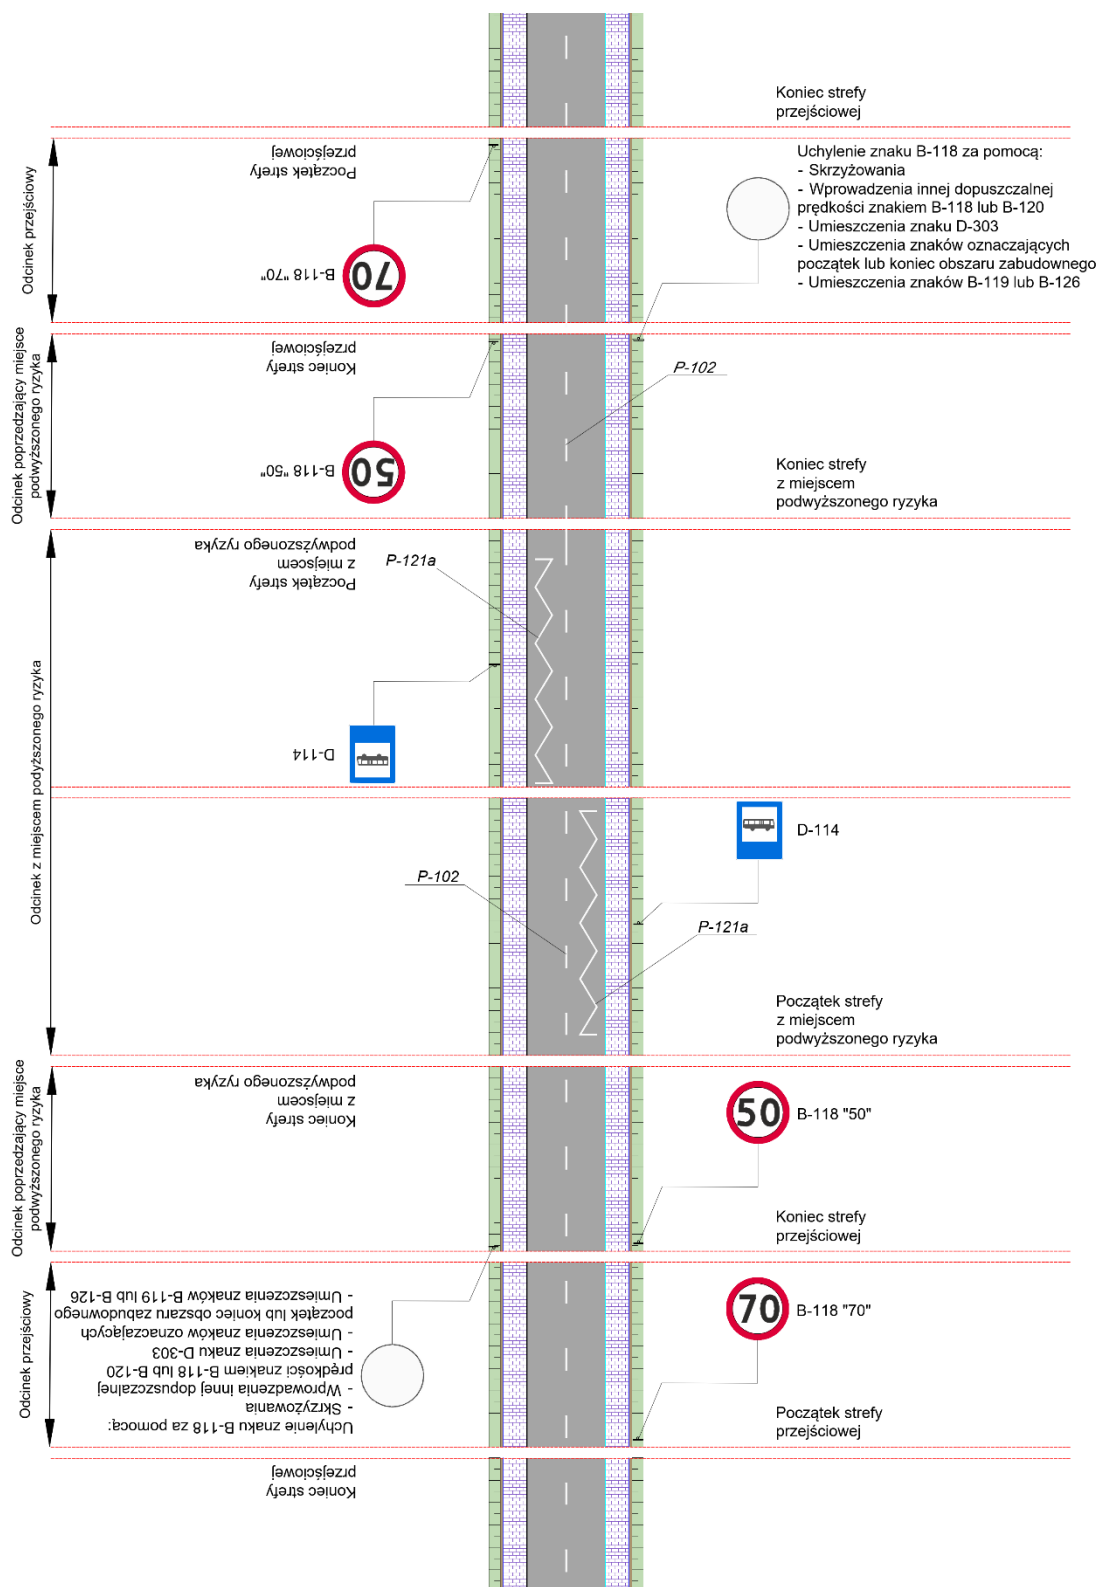 Koniec strefy
przejściowej
Odcinek przejściowy
Początek strefy
przejściowej
70
B-118 "70"
Uchylenie znaku B-118 za pomocą:
- Skrzyżowania
- Wprowadzenia innej dopuszczalnej
prędkości znakiem B-118 lub B-120
- Umieszczenia znaku D-303
- Umieszczenia znaków oznaczających
początek lub koniec obszaru zabudownego
- Umieszczenia znaków B-119 lub B-126
Odcinek poprzedzający miejsce
podwyższonego ryzyka
Koniec strefy
przejściowej
50
B-118 "50"
P-102
Koniec strefy
z miejscem
podwyższonego ryzyka
Odcinek z miejscem podyższonego ryzyka
Początek strefy
z miejscem
podwyższonego ryzyka
P-121a
D-114
D-114
P-102
P-121a
Początek strefy
z miejscem
podwyższonego ryzyka
Odcinek poprzedzający miejsce
podwyższonego ryzyka
Koniec strefy
z miejscem
podwyższonego ryzyka
50
B-118 "50"
Koniec strefy
przejściowej
Odcinek przejściowy
Uchylenie znaku B-118 za pomocą:
- Skrzyżowania
- Wprowadzenia innej dopuszczalnej
prędkości znakiem B-118 lub B-120
- Umieszczenia znaku D-303
- Umieszczenia znaków oznaczających
początek lub koniec obszaru zabudownego
- Umieszczenia znaków B-119 lub B-126
70
B-118 "70"
Początek strefy
przejściowej
Koniec strefy
przejściowej